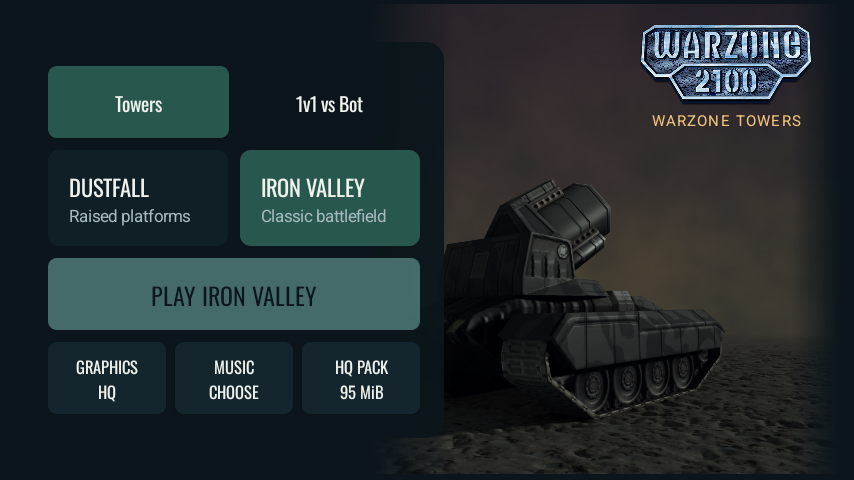 WARZONE
2100
WARZONE TOWERS
Towers
1v1 vs Bot
DUSTFALL
Raised platforms
IRON VALLEY
Classic battlefield
PLAY IRON VALLEY
GRAPHICS
HQ
MUSIC
CHOOSE
HQ PACK
95 MiB